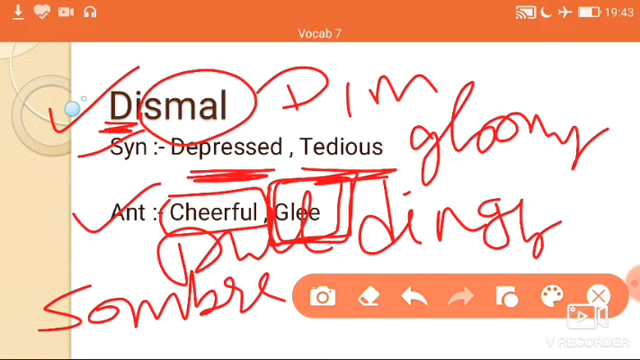 19:43
Vocab 7
Dismal Dim
Syn :- Depressed , Tedious gloomy
Ant :- Cheerful , Glee
Dull dingy
Sombre
V RECORDER